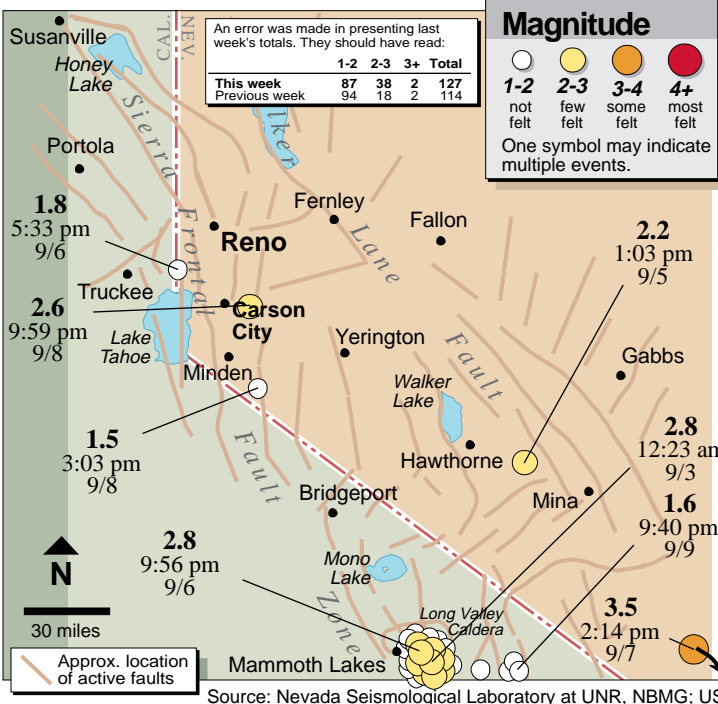 Susanville
CAL.
NEV.
Honey
Lake
An error was made in presenting last
week's totals. They should have read:
1-2 2-3 3+ Total
This week 87 38 2 127
Previous week 94 18 2 114
Magnitude
1-2 2-3 3-4 4+
not few some most
felt felt felt felt
One symbol may indicate
multiple events.
Sierra
Frontal
Fault
Zone
lker
Lane
Fault
Portola
1.8
5:33 pm
9/6
Reno
Fernley
Fallon
2.2
1:03 pm
9/5
Truckee
2.6
9:59 pm
9/8
Carson
City
Lake
Tahoe
Minden
Yerington
Gabbs
Walker
Lake
1.5
3:03 pm
9/8
Hawthorne
2.8
12:23 am
9/3
Bridgeport
Mina
1.6
9:40 pm
9/9
2.8
9:56 pm
9/6
Mono
Lake
N
30 miles
Long Valley
Caldera
3.5
2:14 pm
9/7
Approx. location
of active faults
Mammoth Lakes
Source: Nevada Seismological Laboratory at UNR, NBMG; US